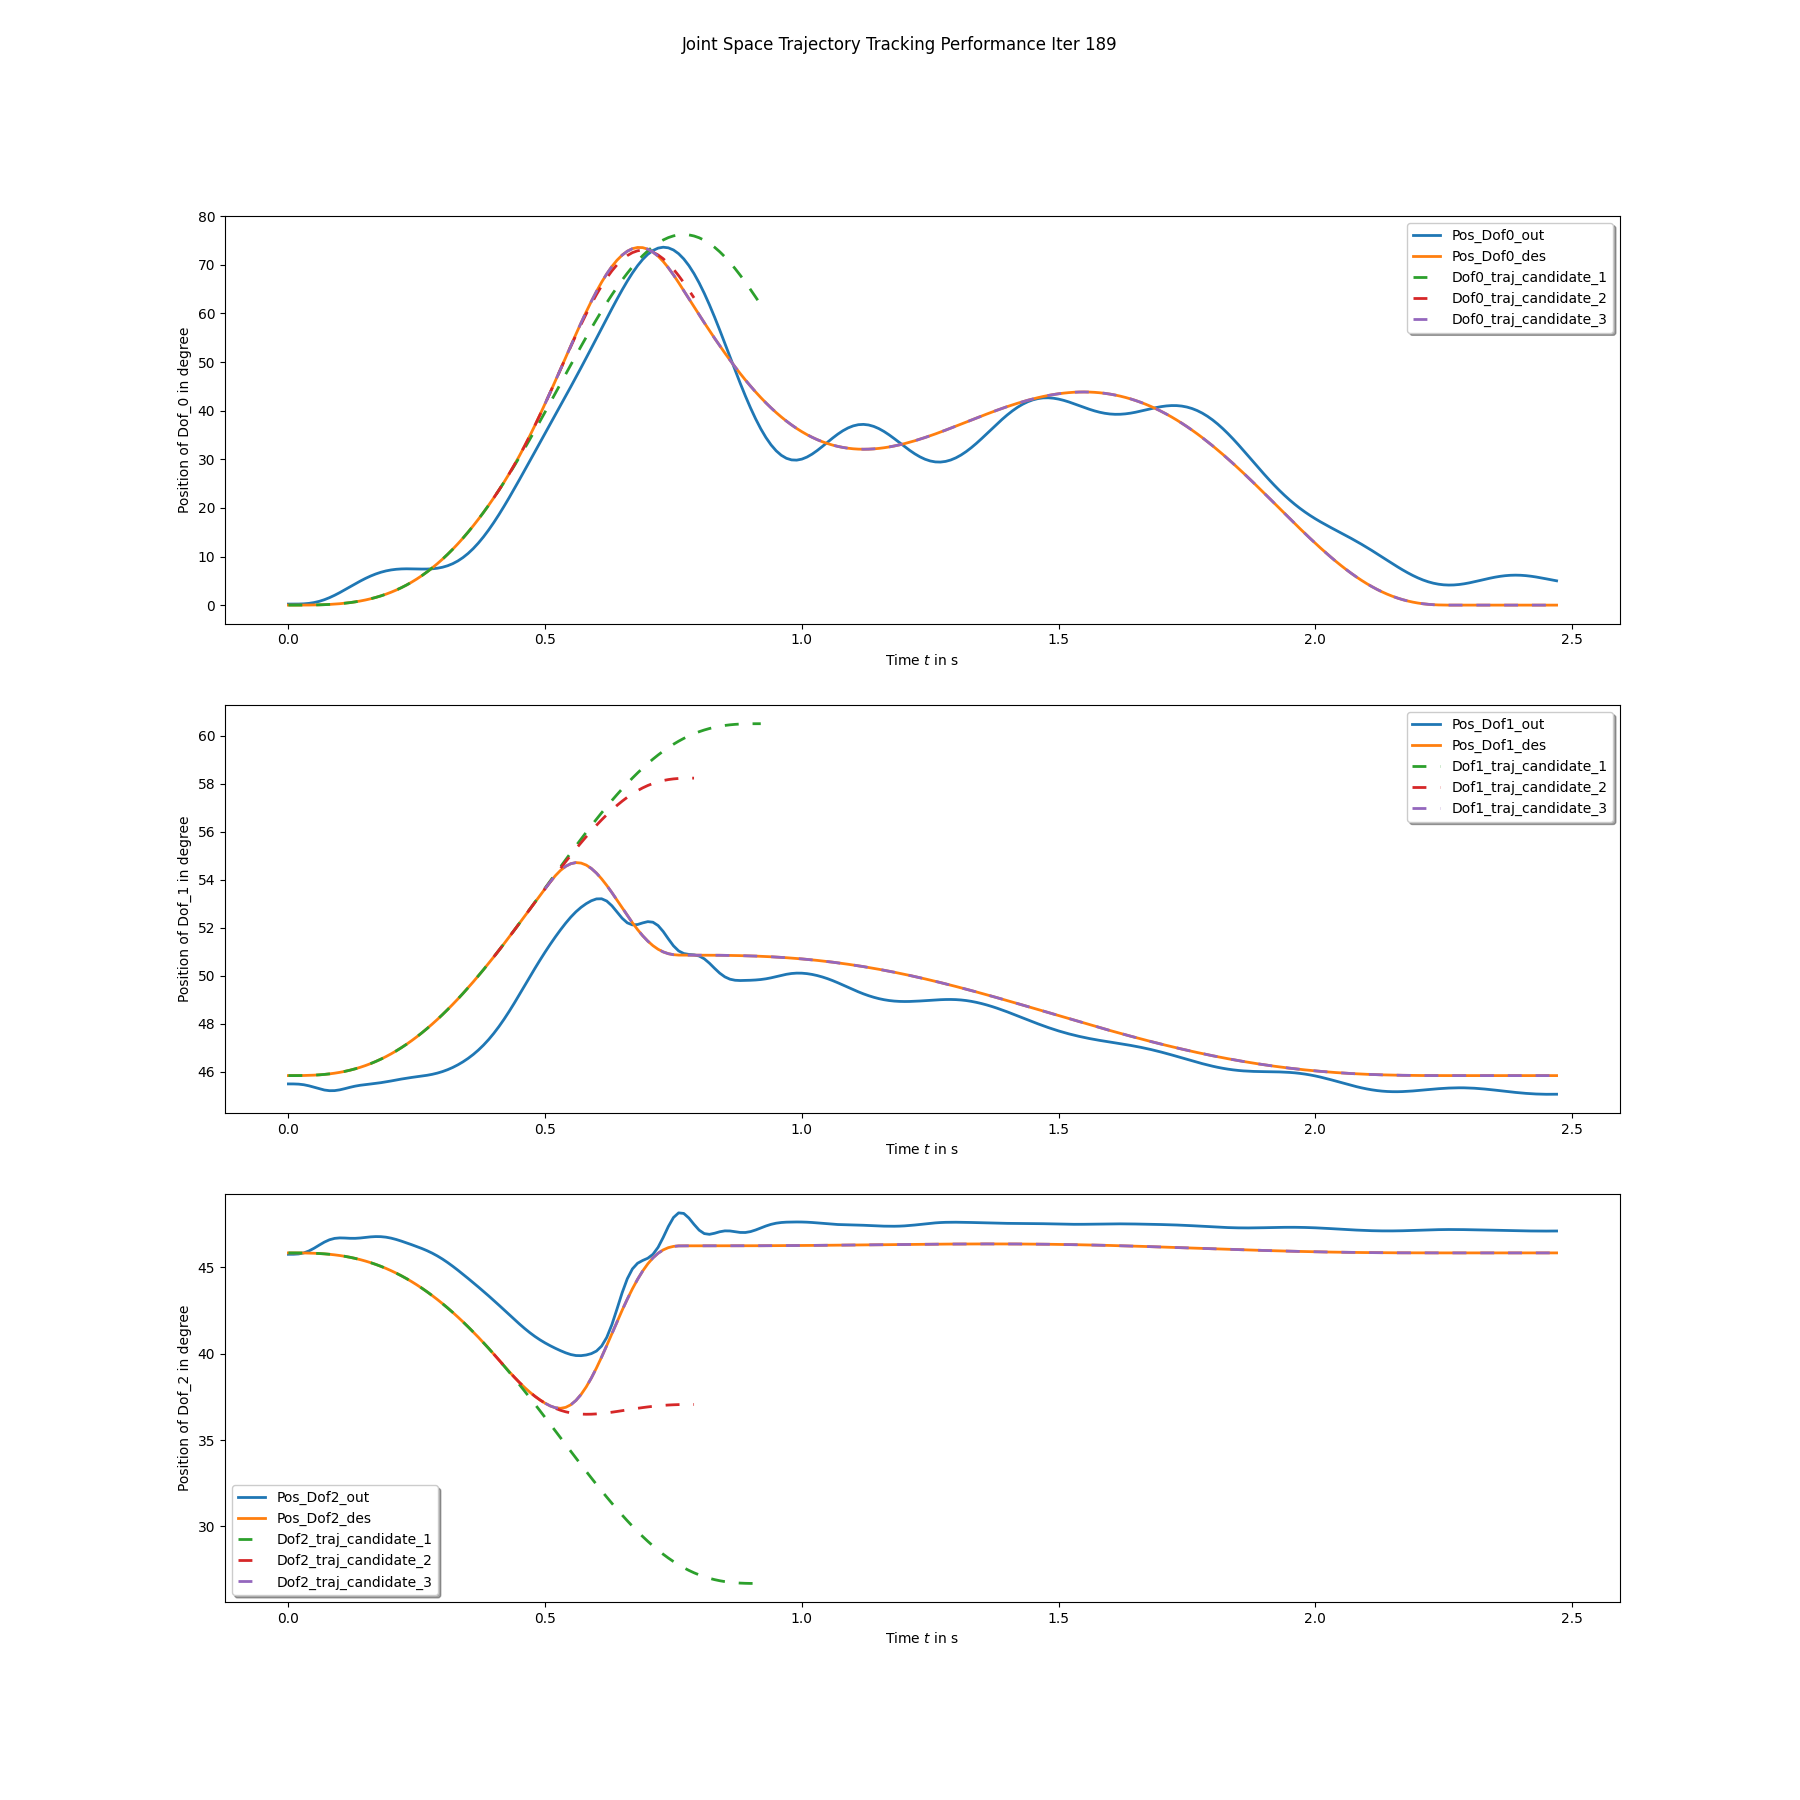 Joint Space Trajectory Tracking Performance Iter 189
80
70
60
50
40
30
20
10
0
Position of Dof_0 in degree
Pos_Dof0_out
Pos_Dof0_des
Dof0_traj_candidate_1
Dof0_traj_candidate_2
Dof0_traj_candidate_3
0.0 0.5 1.0 1.5 2.0 2.5
Time t in s
60
58
56
54
52
50
48
46
Position of Dof_1 in degree
Pos_Dof1_out
Pos_Dof1_des
Dof1_traj_candidate_1
Dof1_traj_candidate_2
Dof1_traj_candidate_3
0.0 0.5 1.0 1.5 2.0 2.5
Time t in s
45
40
35
30
Position of Dof_2 in degree
Pos_Dof2_out
Pos_Dof2_des
Dof2_traj_candidate_1
Dof2_traj_candidate_2
Dof2_traj_candidate_3
0.0 0.5 1.0 1.5 2.0 2.5
Time t in s